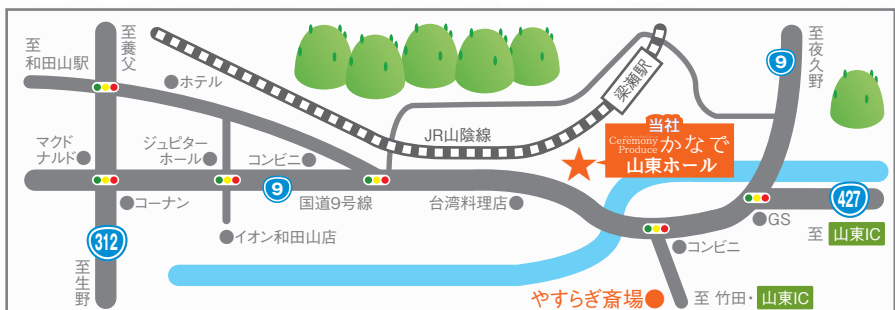 至
和田山駅
至養父
ホテル
マクド
ナルド
ジュピター
ホール
コンビニ
JR山陰線
梁瀬駅
至夜久野
9
当社
Ceremony
Produce
かなで
山東ホール
9
国道9号線
台湾料理店
コーナン
イオン和田山店
312
至生野
427
GS
至 山東IC
コンビニ
やすらぎ斎場
至 竹田・山東IC